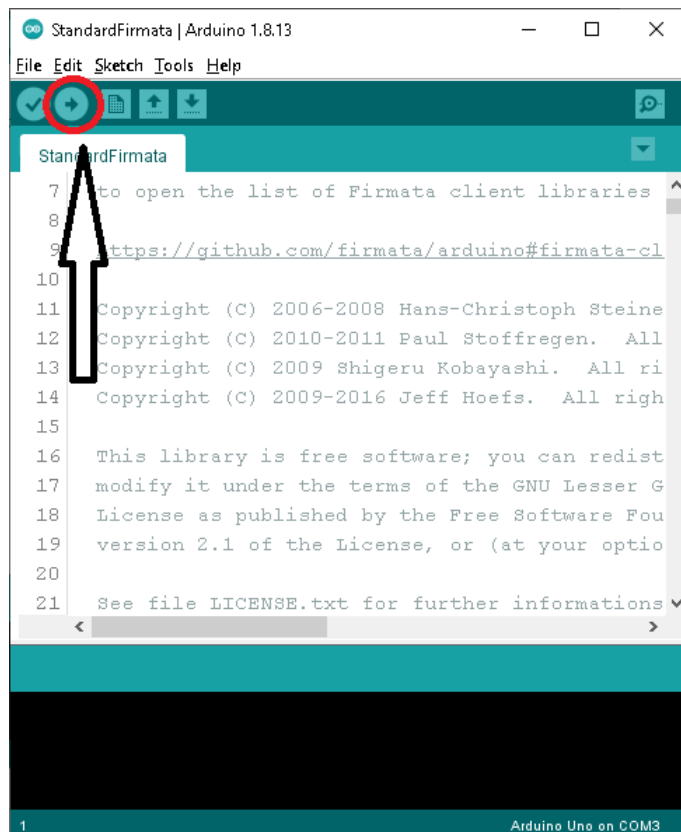 StandardFirmata | Arduino 1.8.13
File Edit Sketch Tools Help
StandardFirmata
7 to open the list of Firmata client libraries
8
9 https://github.com/firmata/arduino#firmata-cl
10
11 Copyright (C) 2006-2008 Hans-Christoph Steine
12 Copyright (C) 2010-2011 Paul Stoffregen.  All
13 Copyright (C) 2009 Shigeru Kobayashi.  All ri
14 Copyright (C) 2009-2016 Jeff Hoefs.  All righ
15
16 This library is free software; you can redist
17 modify it under the terms of the GNU Lesser G
18 License as published by the Free Software Fou
19 version 2.1 of the License, or (at your optio
20
21 See file LICENSE.txt for further informations
1 Arduino Uno on COM3